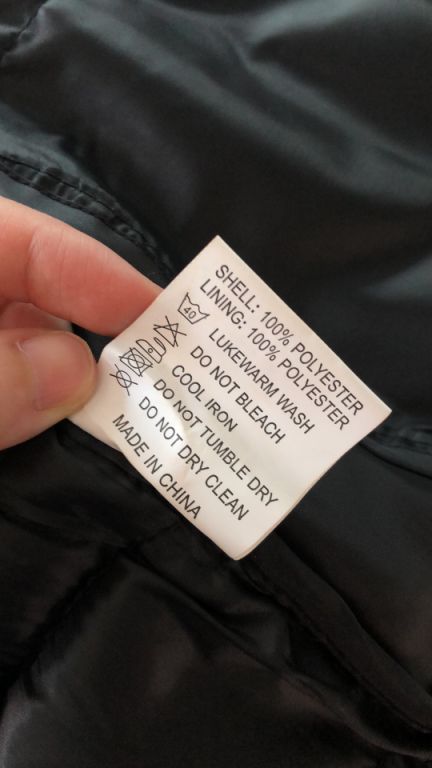 SHELL: 100% POLYESTER
LINING: 100% POLYESTER
40
LUKEWARM WASH
DO NOT BLEACH
COOL IRON
DO NOT TUMBLE DRY
DO NOT DRY CLEAN
MADE IN CHINA